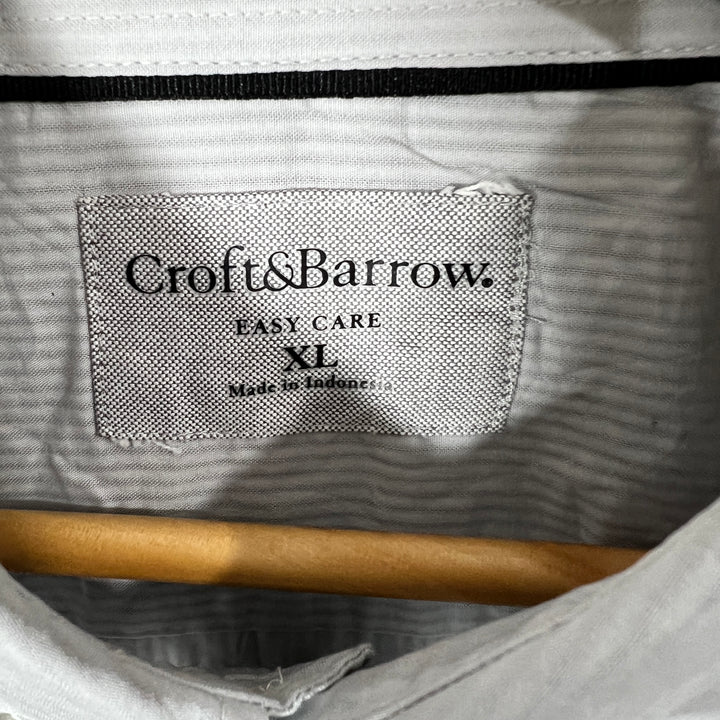 Croft&Barrow.
EASY CARE
XL
Made in Indonesia